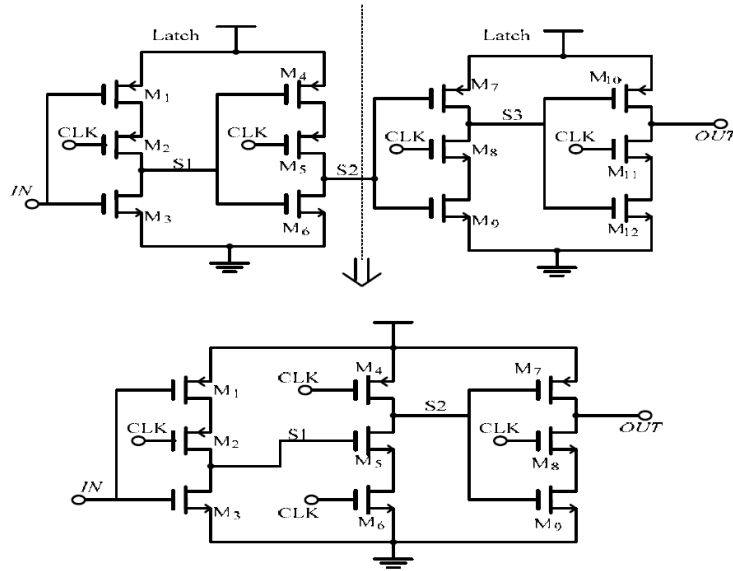 Latch
Latch
M1
M4
M7
M10
CLK
M2
CLK
M5
CLK
M8
CLK
M11
S1
S2
S3
OUT
IN
M3
M6
M9
M12
M1
CLK
M4
M7
CLK
M2
S1
S2
M5
CLK
M8
OUT
IN
M3
CLK
M6
M9